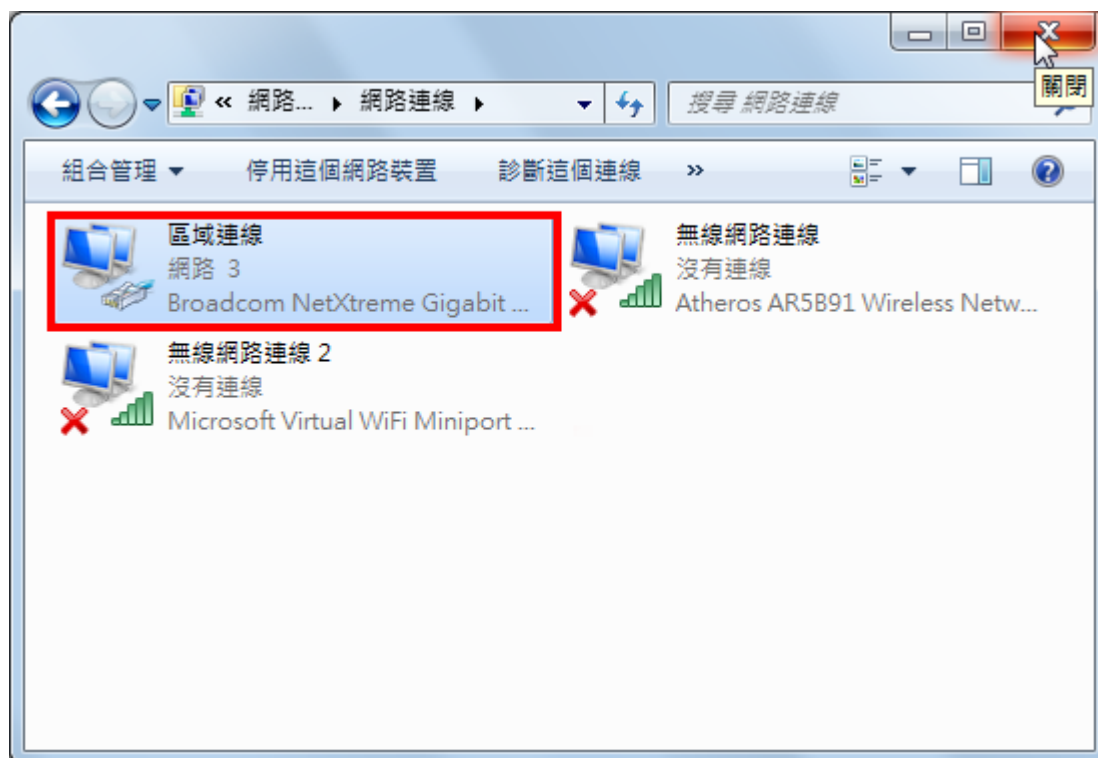 關閉
« 網路... ▸ 網路連線 ▸
搜尋 網路連線
組合管理 停用這個網路裝置 診斷這個連線 »
區域連線
網路 3
Broadcom NetXtreme Gigabit ...
無線網路連線
沒有連線
Atheros AR5B91 Wireless Netw...
無線網路連線 2
沒有連線
Microsoft Virtual WiFi Miniport ...